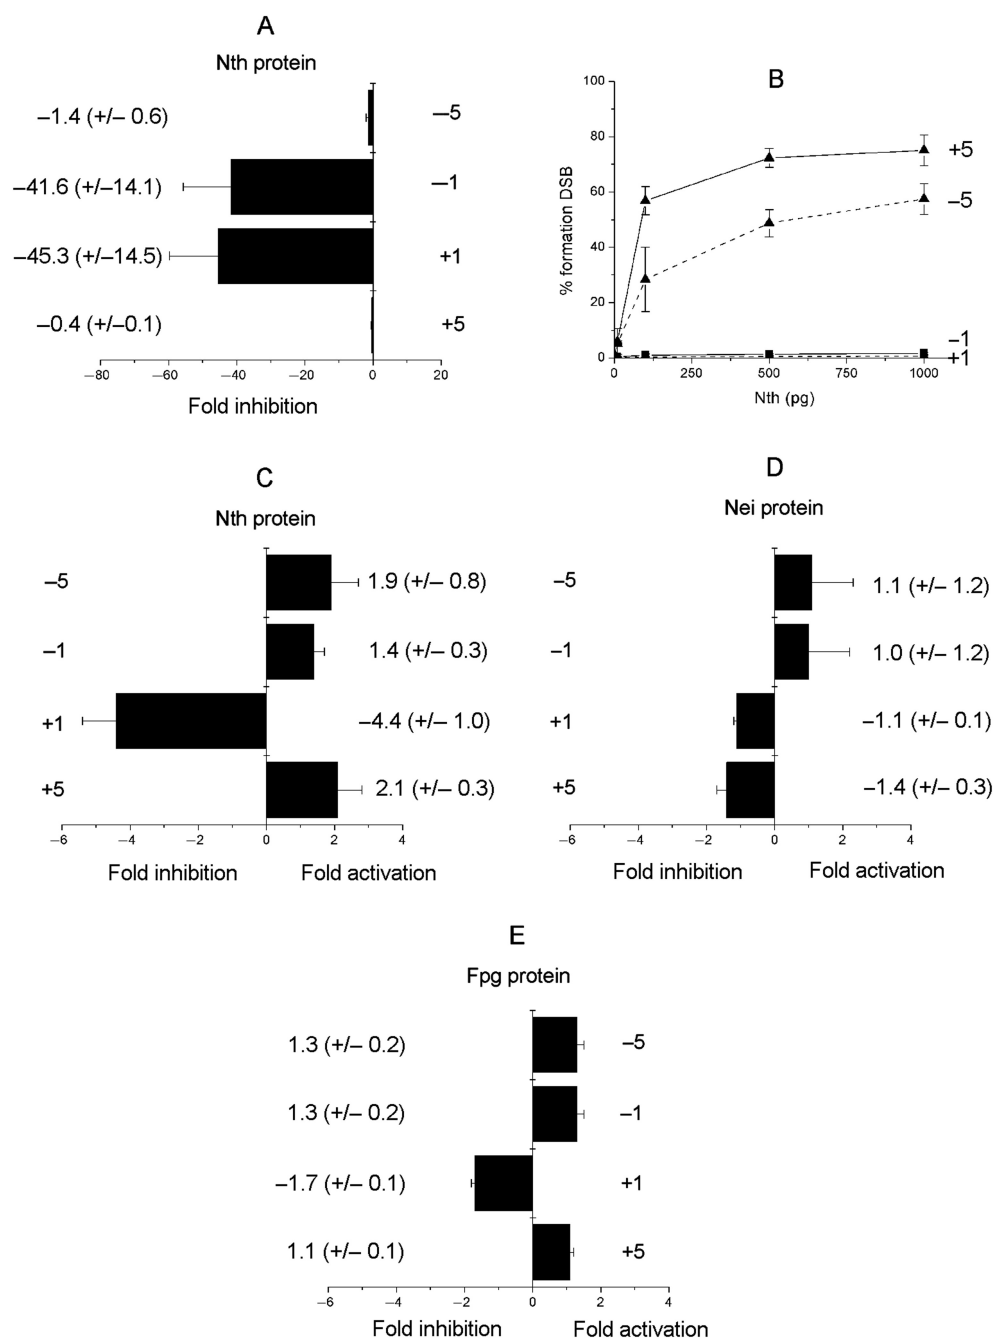 A
Nth protein
–1.4 (+/– 0.6)
–5
–41.6 (+/–14.1)
–1
–45.3 (+/–14.5)
+1
–0.4 (+/–0.1)
+5
–80 –60 –40 –20 0 20
Fold inhibition
B
% formation DSB
100
80
60
40
20
0
+5
–5
–1
+1
0 250 500 750 1000
Nth (pg)
C
Nth protein
–5
1.9 (+/– 0.8)
–1
1.4 (+/– 0.3)
+1
–4.4 (+/– 1.0)
+5
2.1 (+/– 0.3)
–6 –4 –2 0 2 4
Fold inhibition Fold activation
D
Nei protein
–5
1.1 (+/– 1.2)
–1
1.0 (+/– 1.2)
+1
–1.1 (+/– 0.1)
+5
–1.4 (+/– 0.3)
–6 –4 –2 0 2 4
Fold inhibition Fold activation
E
Fpg protein
1.3 (+/– 0.2)
–5
1.3 (+/– 0.2)
–1
–1.7 (+/– 0.1)
+1
1.1 (+/– 0.1)
+5
–6 –4 –2 0 2 4
Fold inhibition Fold activation